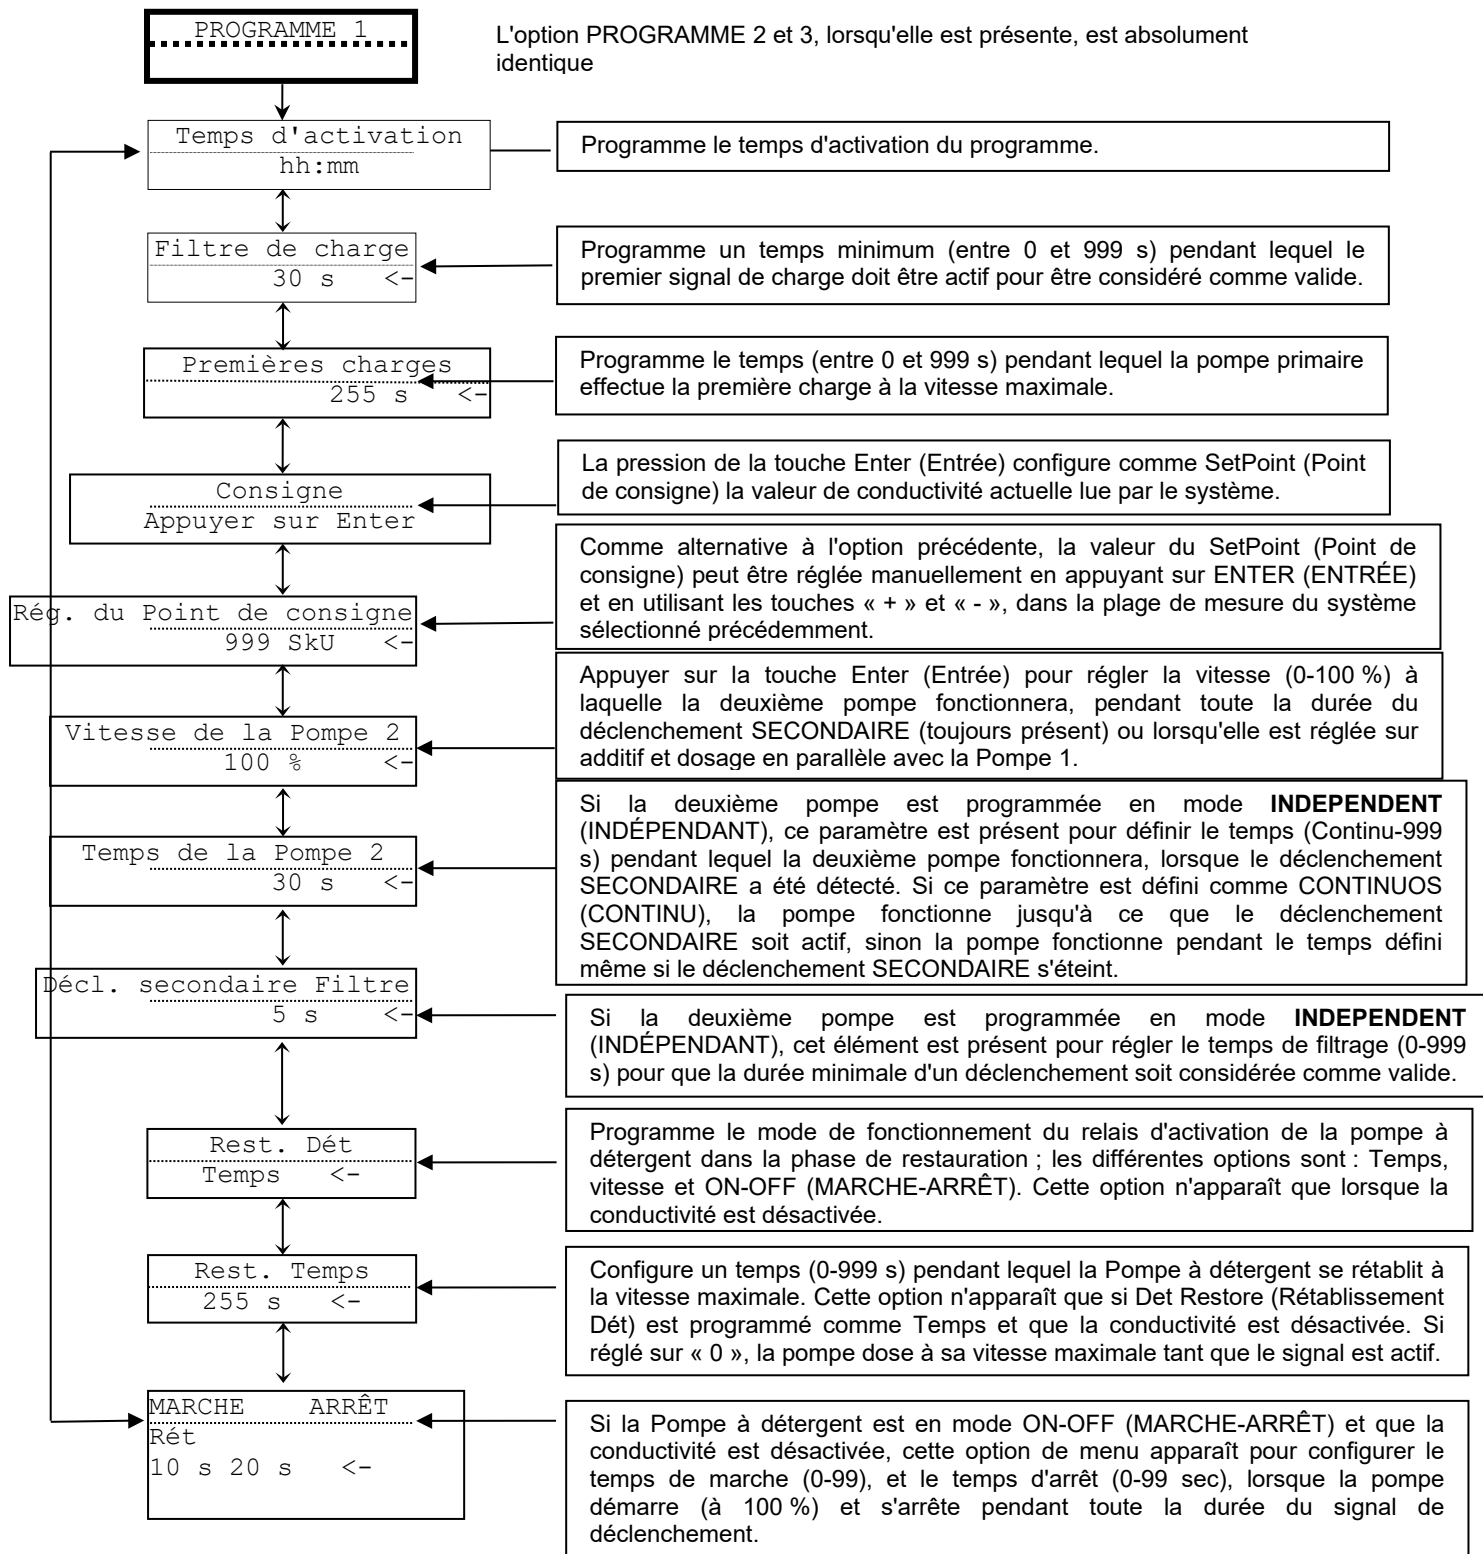 PROGRAMME 1
L'option PROGRAMME 2 et 3, lorsqu'elle est présente, est absolument
identique
Temps d'activation
hh:mm
Programme le temps d'activation du programme.
Filtre de charge
30 s <-
Programme un temps minimum (entre 0 et 999 s) pendant lequel le
premier signal de charge doit être actif pour être considéré comme valide.
Premières charges
255 s <-
Programme le temps (entre 0 et 999 s) pendant lequel la pompe primaire
effectue la première charge à la vitesse maximale.
Consigne
Appuyer sur Enter
La pression de la touche Enter (Entrée) configure comme SetPoint (Point
de consigne) la valeur de conductivité actuelle lue par le système.
Rég. du Point de consigne
999 SkU <-
Comme alternative à l'option précédente, la valeur du SetPoint (Point de
consigne) peut être réglée manuellement en appuyant sur ENTER (ENTRÉE)
et en utilisant les touches « + » et « - », dans la plage de mesure du système
sélectionné précédemment.
Vitesse de la Pompe 2
100 % <-
Appuyer sur la touche Enter (Entrée) pour régler la vitesse (0-100 %) à
laquelle la deuxième pompe fonctionnera, pendant toute la durée du
déclenchement SECONDAIRE (toujours présent) ou lorsqu'elle est réglée sur
additif et dosage en parallèle avec la Pompe 1.
Temps de la Pompe 2
30 s <-
Si la deuxième pompe est programmée en mode INDEPENDENT
(INDÉPENDANT), ce paramètre est présent pour définir le temps (Continu-999
s) pendant lequel la deuxième pompe fonctionnera, lorsque le déclenchement
SECONDAIRE a été détecté. Si ce paramètre est défini comme CONTINUOS
(CONTINU), la pompe fonctionne jusqu'à ce que le déclenchement
SECONDAIRE soit actif, sinon la pompe fonctionne pendant le temps défini
même si le déclenchement SECONDAIRE s'éteint.
Décl. secondaire Filtre
5 s <-
Si la deuxième pompe est programmée en mode INDEPENDENT
(INDÉPENDANT), cet élément est présent pour régler le temps de filtrage (0-999
s) pour que la durée minimale d'un déclenchement soit considérée comme valide.
Rest. Dét
Temps <-
Programme le mode de fonctionnement du relais d'activation de la pompe à
détergent dans la phase de restauration ; les différentes options sont : Temps,
vitesse et ON-OFF (MARCHE-ARRÊT). Cette option n'apparaît que lorsque la
conductivité est désactivée.
Rest. Temps
255 s <-
Configure un temps (0-999 s) pendant lequel la Pompe à détergent se rétablit à
la vitesse maximale. Cette option n'apparaît que si Det Restore (Rétablissement
Dét) est programmé comme Temps et que la conductivité est désactivée. Si
réglé sur « 0 », la pompe dose à sa vitesse maximale tant que le signal est actif.
MARCHE ARRÊT
Rét
10 s 20 s <-
Si la Pompe à détergent est en mode ON-OFF (MARCHE-ARRÊT) et que la
conductivité est désactivée, cette option de menu apparaît pour configurer le
temps de marche (0-99), et le temps d'arrêt (0-99 sec), lorsque la pompe
démarre (à 100 %) et s'arrête pendant toute la durée du signal de
déclenchement.